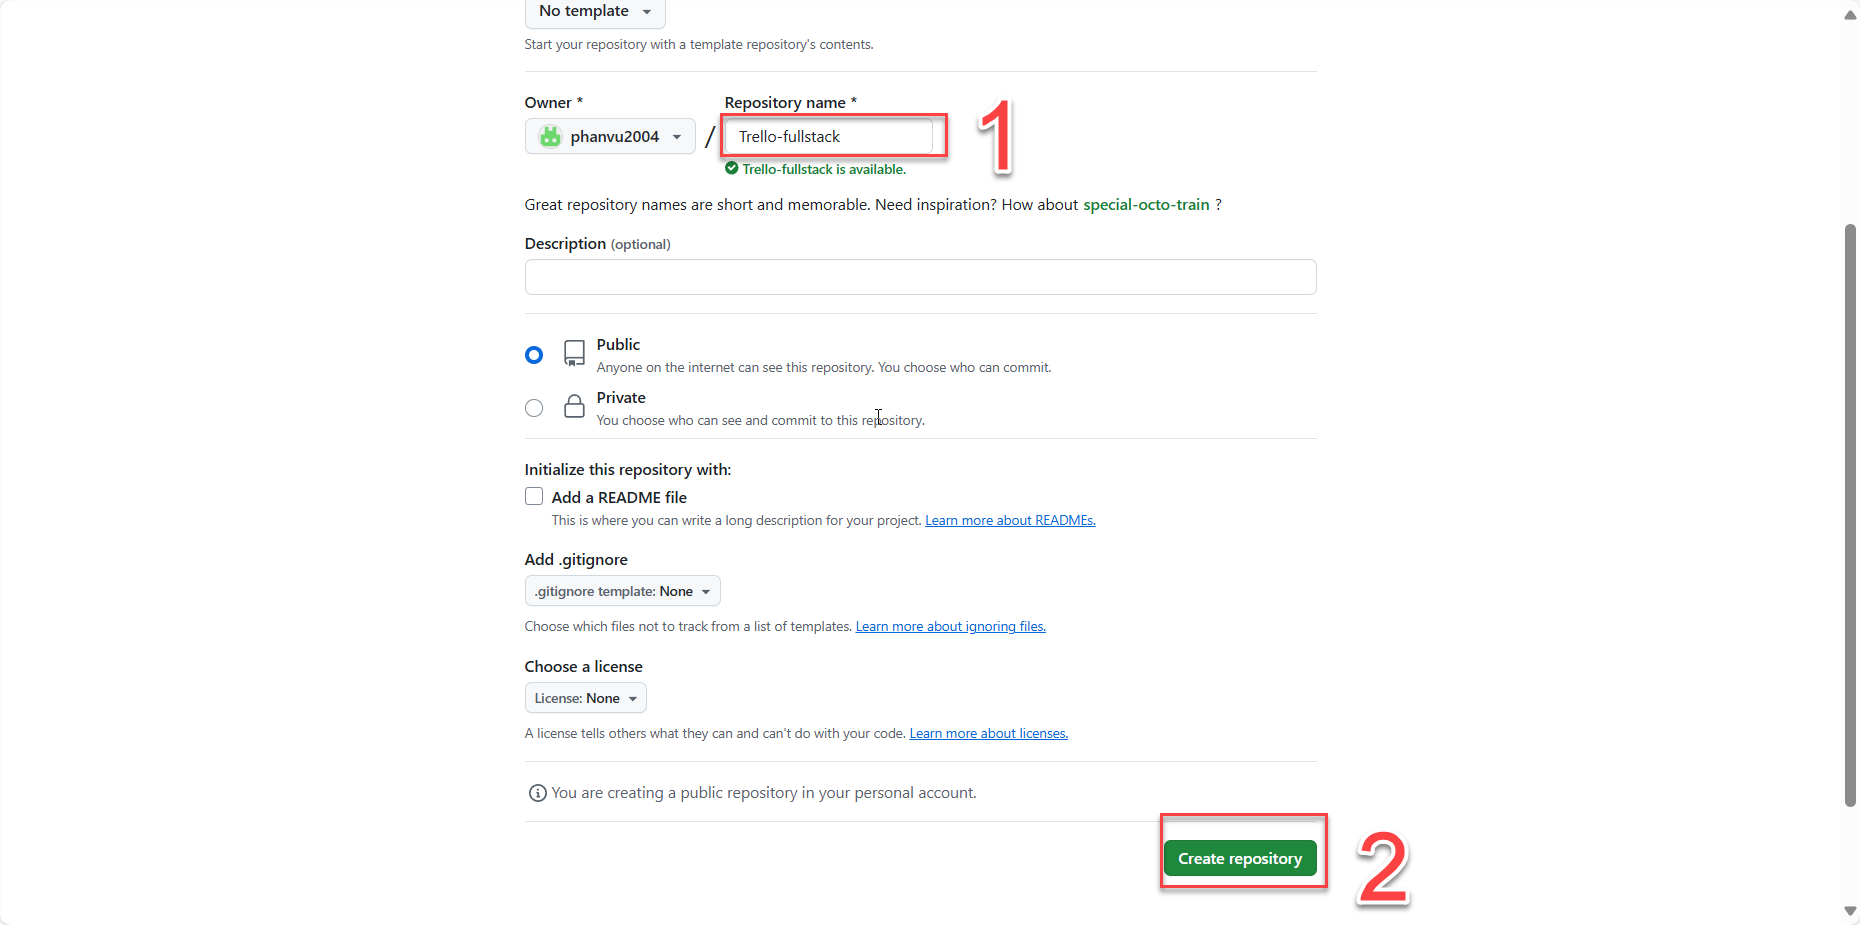 No template
Start your repository with a template repository's contents.
Owner *
Repository name *
phanvu2004
/
Trello-fullstack
1
Trello-fullstack is available.
Great repository names are short and memorable. Need inspiration? How about special-octo-train ?
Description (optional)
Public
Anyone on the internet can see this repository. You choose who can commit.
Private
You choose who can see and commit to this repository.
Initialize this repository with:
Add a README file
This is where you can write a long description for your project. Learn more about READMEs.
Add .gitignore
.gitignore template: None
Choose which files not to track from a list of templates. Learn more about ignoring files.
Choose a license
License: None
A license tells others what they can and can't do with your code. Learn more about licenses.
You are creating a public repository in your personal account.
Create repository
2